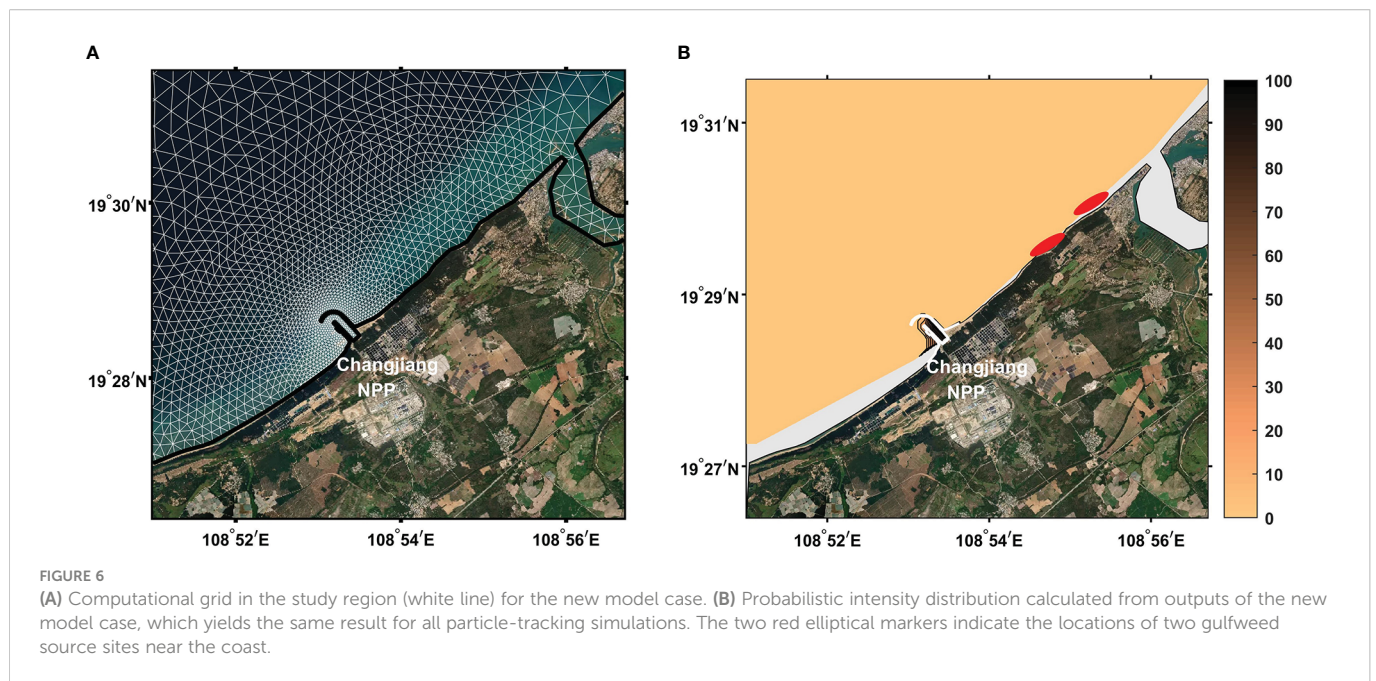 A
B
19°30′N
19°28′N
108°52′E
108°54′E
108°56′E
Changjiang
NPP
19°31′N
19°29′N
19°27′N
108°52′E
108°54′E
108°56′E
Changjiang
NPP
100
90
80
70
60
50
40
30
20
10
0
FIGURE 6
(A) Computational grid in the study region (white line) for the new model case. (B) Probabilistic intensity distribution calculated from outputs of the new
model case, which yields the same result for all particle-tracking simulations. The two red elliptical markers indicate the locations of two gulfweed
source sites near the coast.